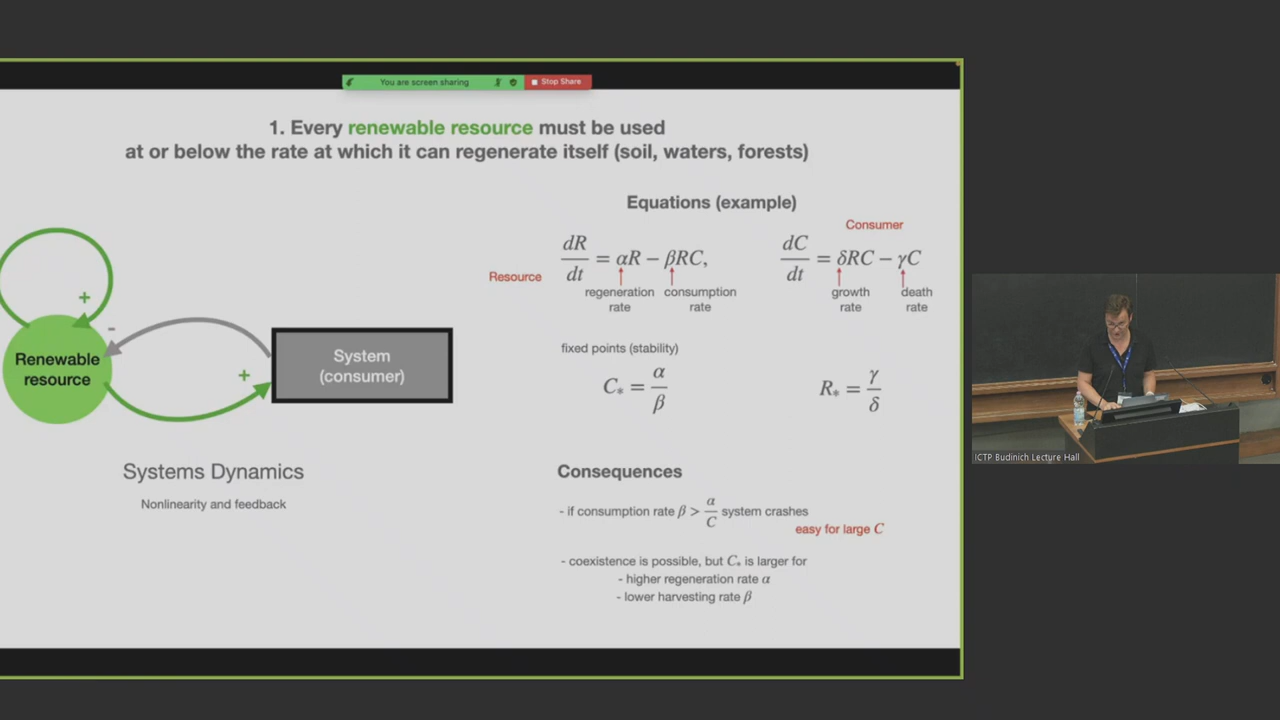 You are screen sharing
Stop Share
1. Every renewable resource must be used
at or below the rate at which it can regenerate itself (soil, waters, forests)
Equations (example)
Consumer
Resource
dR/dt = αR − βRC,
dC/dt = δRC − γC
regeneration rate
consumption rate
growth rate
death rate
+
-
Renewable
resource
+
System
(consumer)
fixed points (stability)
C* = α/β
R* = γ/δ
Systems Dynamics
Nonlinearity and feedback
Consequences
- if consumption rate β > α/C system crashes
easy for large C
- coexistence is possible, but C* is larger for
- higher regeneration rate α
- lower harvesting rate β
ICTP Budinich Lecture Hall